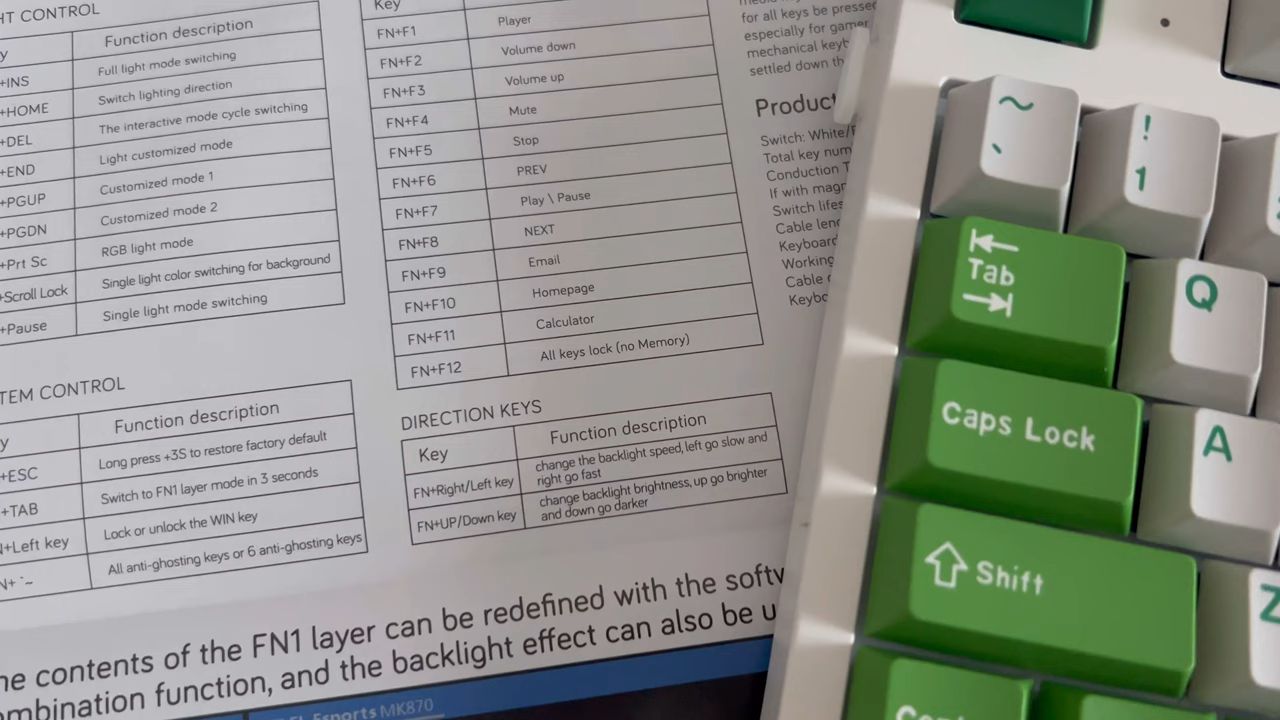 HT CONTROL
y Function description
+INS Full light mode switching
+HOME Switch lighting direction
+DEL The interactive mode cycle switching
+END Light customized mode
+PGUP Customized mode 1
+PGDN Customized mode 2
+Prt Sc RGB light mode
+Scroll Lock Single light color switching for background
+Pause Single light mode switching
TEM CONTROL
y Function description
+ESC Long press +3S to restore factory default
+TAB Switch to FN1 layer mode in 3 seconds
N+Left key Lock or unlock the WIN key
N+ `~ All anti-ghosting keys or 6 anti-ghosting keys
Key
FN+F1 Player
FN+F2 Volume down
FN+F3 Volume up
FN+F4 Mute
FN+F5 Stop
FN+F6 PREV
FN+F7 Play \ Pause
FN+F8 NEXT
FN+F9 Email
FN+F10 Homepage
FN+F11 Calculator
FN+F12 All keys lock (no Memory)
DIRECTION KEYS
Key Function description
FN+Right/Left key change the backlight speed, left go slow and
right go fast
FN+UP/Down key change backlight brightness, up go brighter
and down go darker
for all keys be pressed
especially for gamer
mechanical keyb
settled down th
Product
Switch: White/
Total key num
Conduction T
If with magn
Switch lifes
Cable leng
Keyboard
Working
Cable
Keybo
he contents of the FN1 layer can be redefined with the softw
ombination function, and the backlight effect can also be u
Esports MK870
~
`
!
1
Tab
Q
Caps Lock
A
Shift
Z
Cont